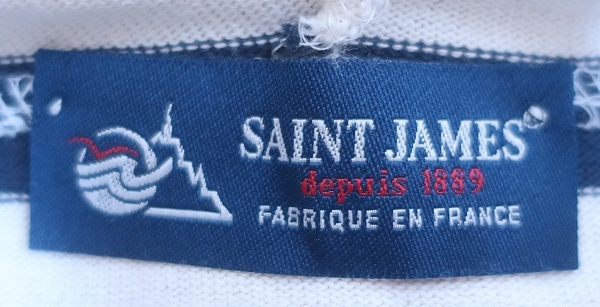 SAINT JAMES®
depuis 1889
FABRIQUE EN FRANCE